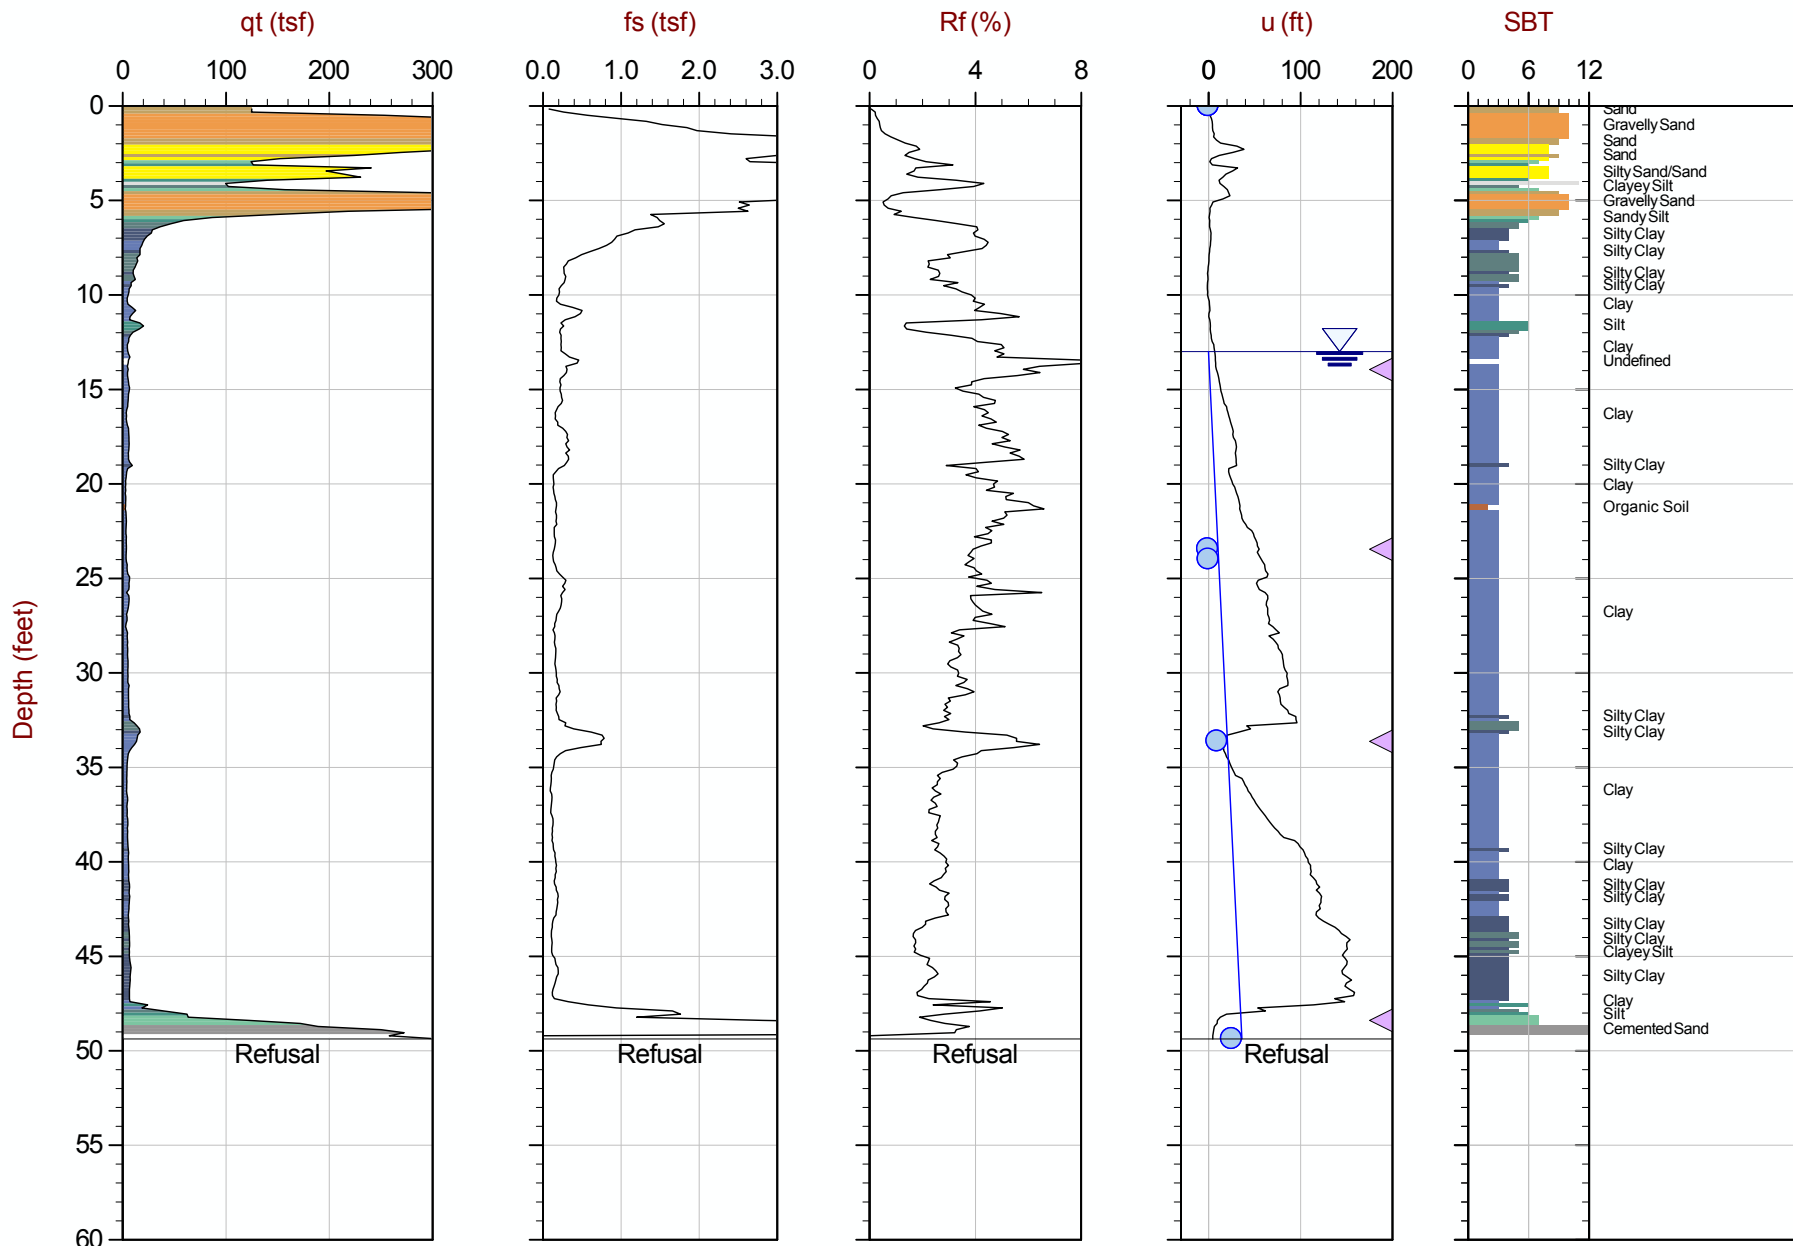 qt (tsf) fs (tsf) Rf (%) u (ft) SBT
0 100 200 300 0.0 1.0 2.0 3.0 0 4 8 0 100 200 0 6 12
Depth (feet)
0
5
10
15
20
25
30
35
40
45
50
55
60
Refusal Refusal Refusal Refusal
Sand
Gravelly Sand
Sand
Sand
Silty Sand/Sand
Clayey Silt
Gravelly Sand
Sandy Silt
Silty Clay
Silty Clay
Silty Clay
Silty Clay
Clay
Silt
Clay
Undefined
Clay
Silty Clay
Clay
Organic Soil
Clay
Silty Clay
Silty Clay
Clay
Silty Clay
Clay
Silty Clay
Silty Clay
Silty Clay
Silty Clay
Clayey Silt
Silty Clay
Clay
Silt
Cemented Sand